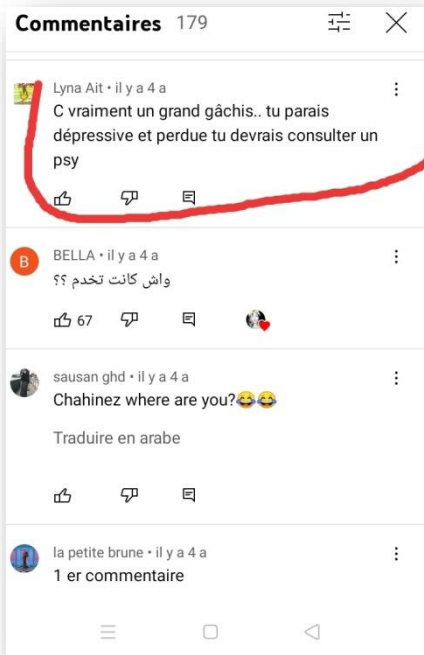 Commentaires 179
Lyna Ait • il y a 4 a
C vraiment un grand gâchis.. tu parais
dépressive et perdue tu devrais consulter un
psy
B
BELLA • il y a 4 a
واش كانت تخدم ؟؟
67
sausan ghd • il y a 4 a
Chahinez where are you?😂😂
Traduire en arabe
la petite brune • il y a 4 a
1 er commentaire